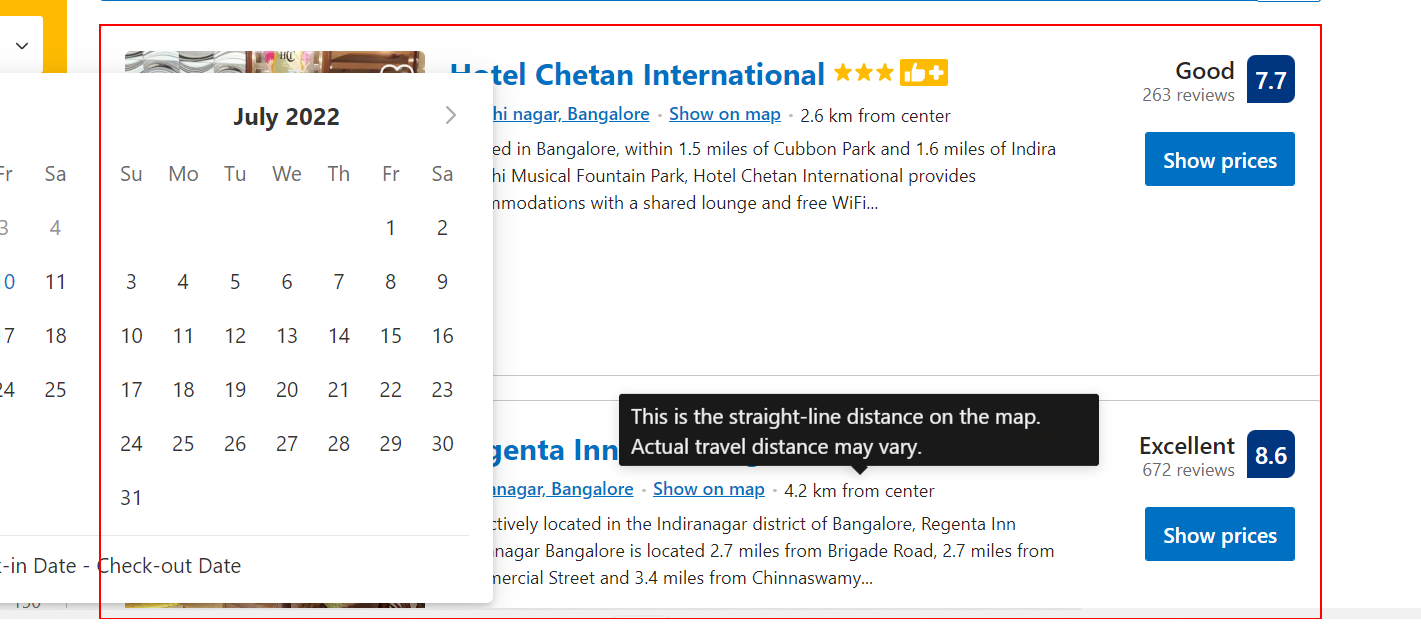 Hotel Chetan International
Good
7.7
263 reviews
hi nagar, Bangalore · Show on map · 2.6 km from center
Show prices
ed in Bangalore, within 1.5 miles of Cubbon Park and 1.6 miles of Indira
hi Musical Fountain Park, Hotel Chetan International provides
mmodations with a shared lounge and free WiFi...
July 2022
Fr Sa
Su Mo Tu We Th Fr Sa
3 4
1 2
0 11
3 4 5 6 7 8 9
17 18
10 11 12 13 14 15 16
24 25
17 18 19 20 21 22 23
24 25 26 27 28 29 30
31
-in Date - Check-out Date
This is the straight-line distance on the map.
Actual travel distance may vary.
genta Inn
Excellent
8.6
672 reviews
anagar, Bangalore · Show on map · 4.2 km from center
Show prices
ctively located in the Indiranagar district of Bangalore, Regenta Inn
nagar Bangalore is located 2.7 miles from Brigade Road, 2.7 miles from
mercial Street and 3.4 miles from Chinnaswamy...